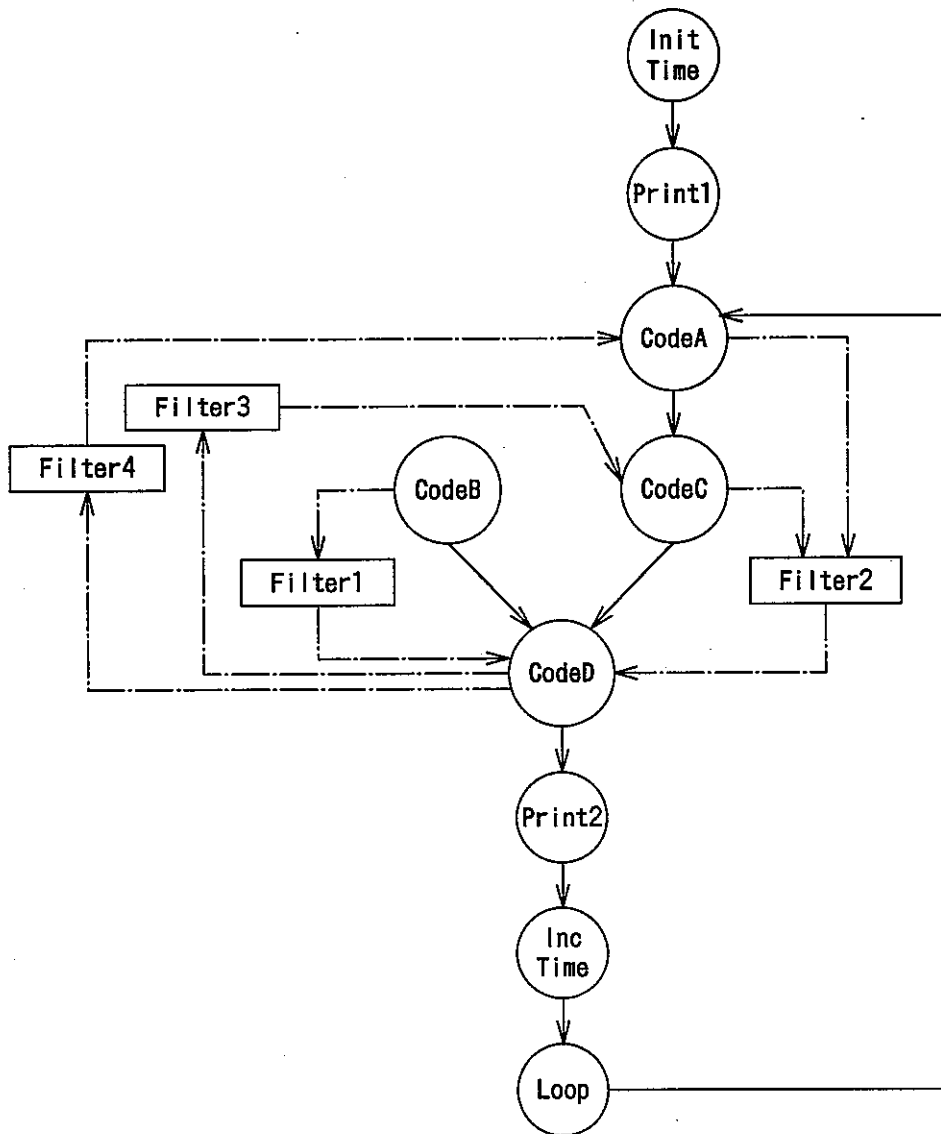 Init
Time
Print1
CodeA
Filter3
Filter4
CodeB
CodeC
Filter1
Filter2
CodeD
Print2
Inc
Time
Loop